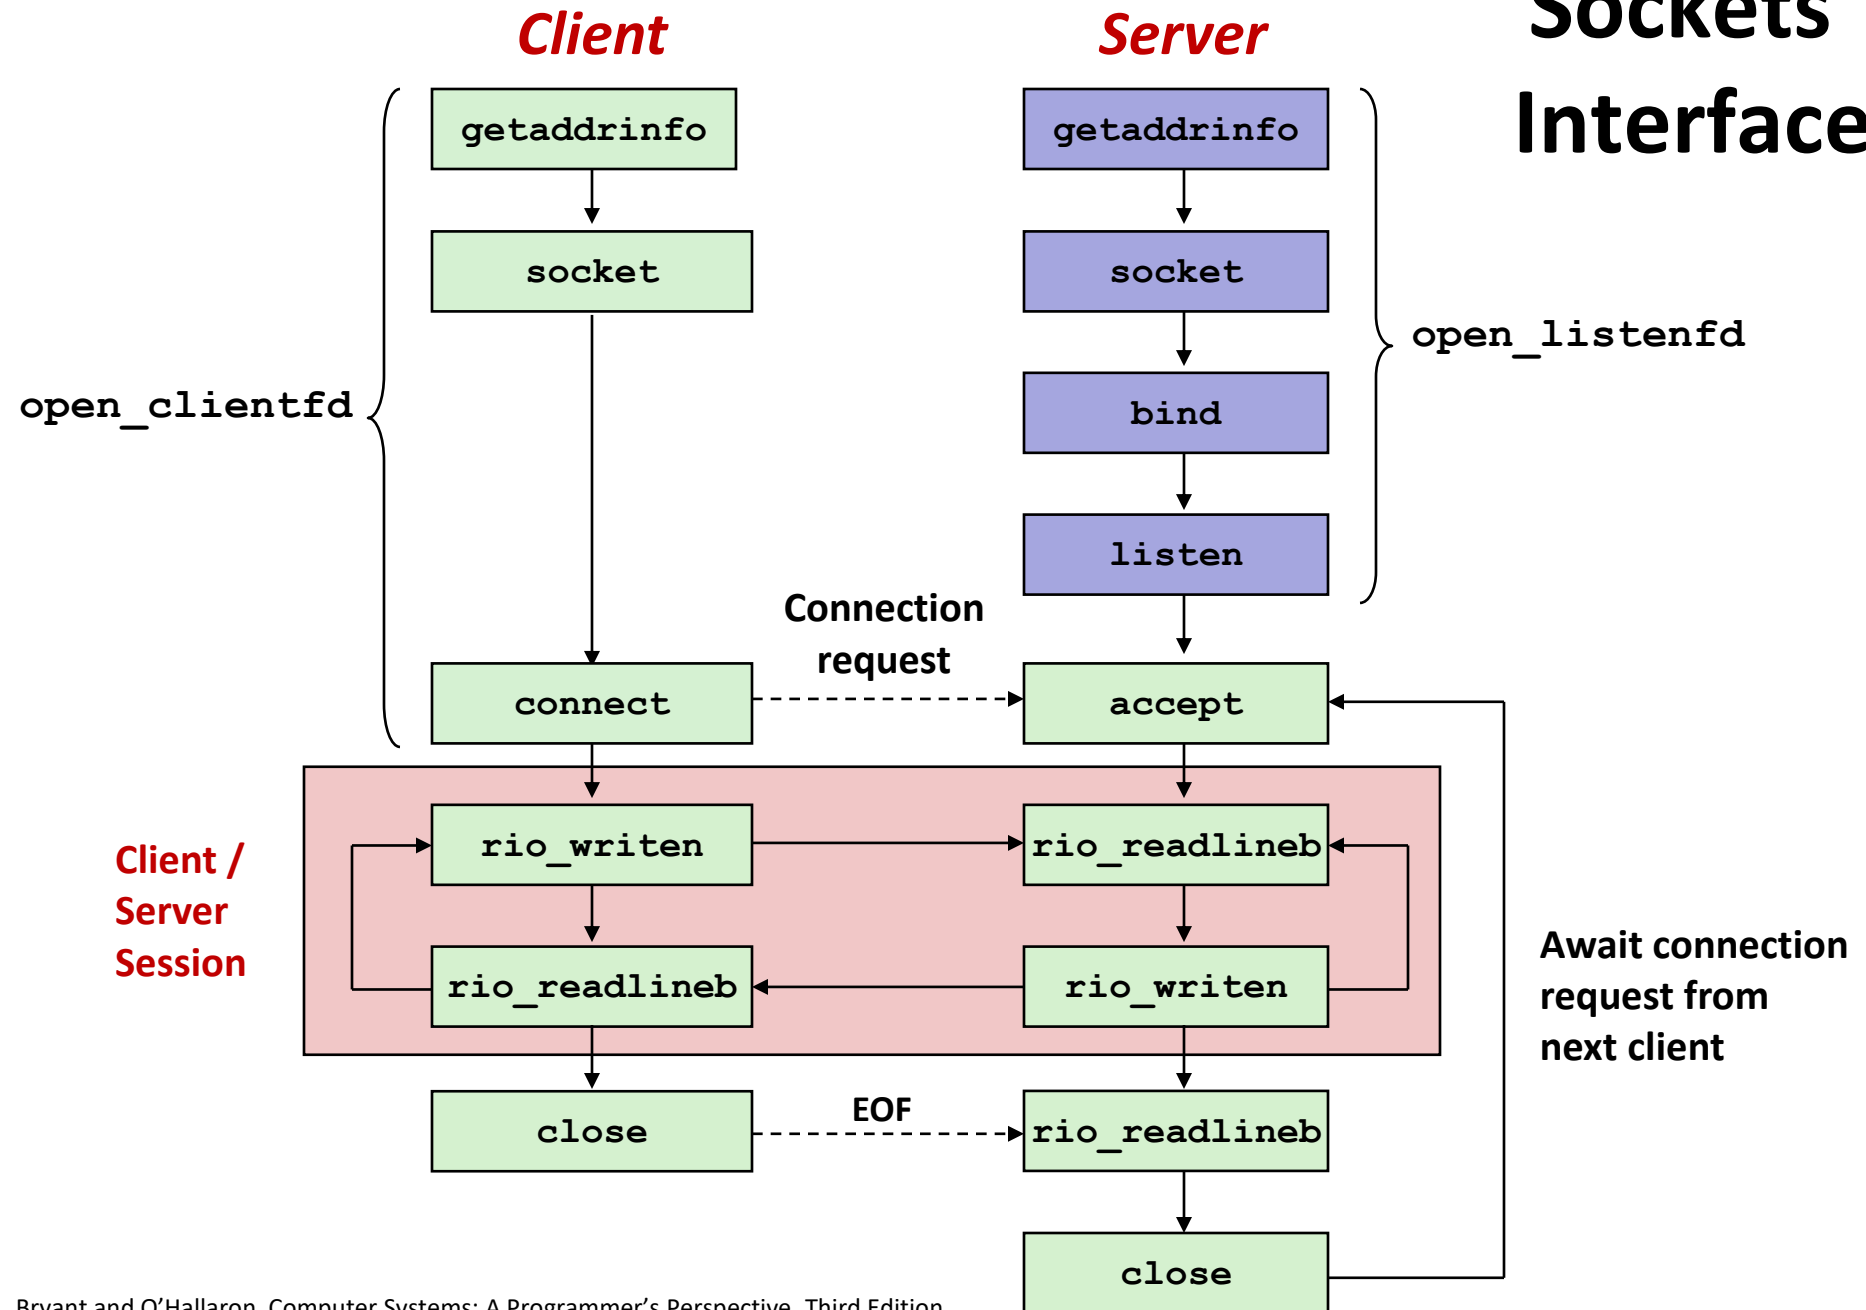 Client
Server
Sockets
Interface
getaddrinfo
getaddrinfo
socket
socket
open_listenfd
open_clientfd
bind
listen
Connection
request
connect
accept
Client /
Server
Session
rio_writen
rio_readlineb
rio_readlineb
rio_writen
Await connection
request from
next client
close
EOF
rio_readlineb
close
Bryant and O'Hallaron, Computer Systems: A Programmer's Perspective, Third Edition